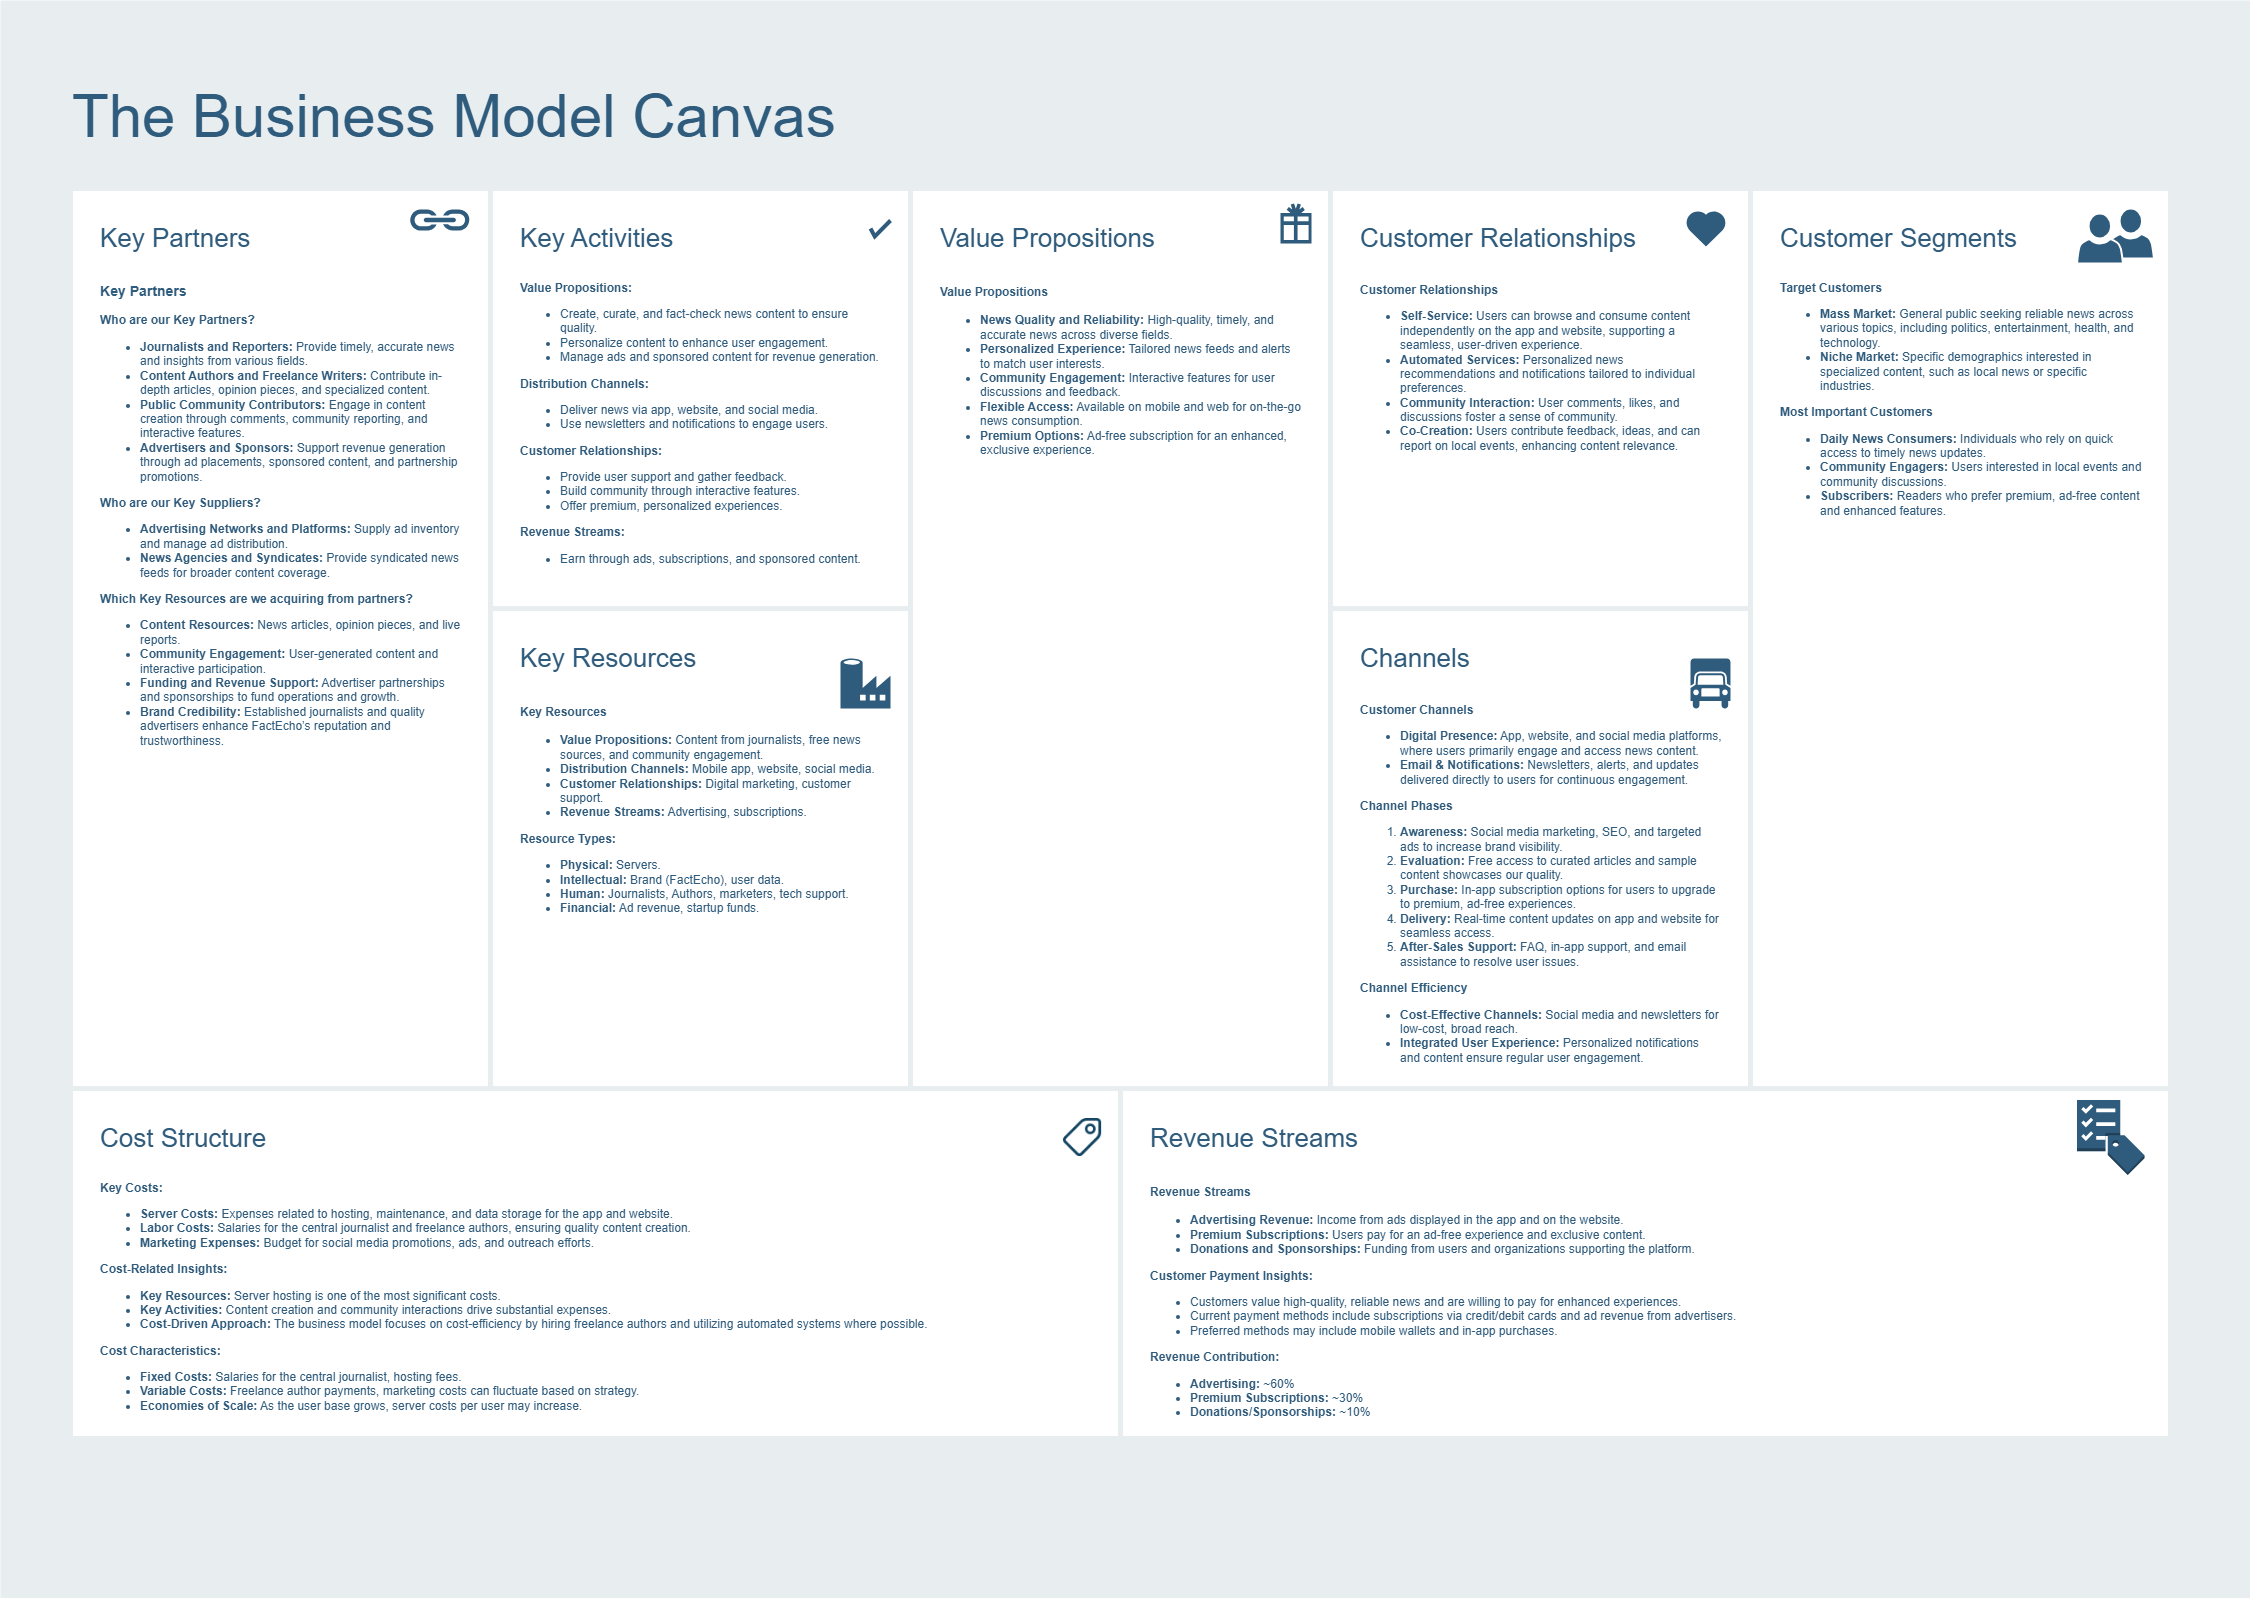 The Business Model Canvas
Key Partners
Key Partners
Who are our Key Partners?
Journalists and Reporters: Provide timely, accurate news
and insights from various fields.
Content Authors and Freelance Writers: Contribute in-
depth articles, opinion pieces, and specialized content.
Public Community Contributors: Engage in content
creation through comments, community reporting, and
interactive features.
Advertisers and Sponsors: Support revenue generation
through ad placements, sponsored content, and partnership
promotions.
Who are our Key Suppliers?
Advertising Networks and Platforms: Supply ad inventory
and manage ad distribution.
News Agencies and Syndicates: Provide syndicated news
feeds for broader content coverage.
Which Key Resources are we acquiring from partners?
Content Resources: News articles, opinion pieces, and live
reports.
Community Engagement: User-generated content and
interactive participation.
Funding and Revenue Support: Advertiser partnerships
and sponsorships to fund operations and growth.
Brand Credibility: Established journalists and quality
advertisers enhance FactEcho's reputation and
trustworthiness.
Key Activities
Value Propositions:
Create, curate, and fact-check news content to ensure
quality.
Personalize content to enhance user engagement.
Manage ads and sponsored content for revenue generation.
Distribution Channels:
Deliver news via app, website, and social media.
Use newsletters and notifications to engage users.
Customer Relationships:
Provide user support and gather feedback.
Build community through interactive features.
Offer premium, personalized experiences.
Revenue Streams:
Earn through ads, subscriptions, and sponsored content.
Key Resources
Key Resources
Value Propositions: Content from journalists, free news
sources, and community engagement.
Distribution Channels: Mobile app, website, social media.
Customer Relationships: Digital marketing, customer
support.
Revenue Streams: Advertising, subscriptions.
Resource Types:
Physical: Servers.
Intellectual: Brand (FactEcho), user data.
Human: Journalists, Authors, marketers, tech support.
Financial: Ad revenue, startup funds.
Value Propositions
Value Propositions
News Quality and Reliability: High-quality, timely, and
accurate news across diverse fields.
Personalized Experience: Tailored news feeds and alerts
to match user interests.
Community Engagement: Interactive features for user
discussions and feedback.
Flexible Access: Available on mobile and web for on-the-go
news consumption.
Premium Options: Ad-free subscription for an enhanced,
exclusive experience.
Customer Relationships
Customer Relationships
Self-Service: Users can browse and consume content
independently on the app and website, supporting a
seamless, user-driven experience.
Automated Services: Personalized news
recommendations and notifications tailored to individual
preferences.
Community Interaction: User comments, likes, and
discussions foster a sense of community.
Co-Creation: Users contribute feedback, ideas, and can
report on local events, enhancing content relevance.
Channels
Customer Channels
Digital Presence: App, website, and social media platforms,
where users primarily engage and access news content.
Email & Notifications: Newsletters, alerts, and updates
delivered directly to users for continuous engagement.
Channel Phases
1. Awareness: Social media marketing, SEO, and targeted
ads to increase brand visibility.
2. Evaluation: Free access to curated articles and sample
content showcases our quality.
3. Purchase: In-app subscription options for users to upgrade
to premium, ad-free experiences.
4. Delivery: Real-time content updates on app and website for
seamless access.
5. After-Sales Support: FAQ, in-app support, and email
assistance to resolve user issues.
Channel Efficiency
Cost-Effective Channels: Social media and newsletters for
low-cost, broad reach.
Integrated User Experience: Personalized notifications
and content ensure regular user engagement.
Customer Segments
Target Customers
Mass Market: General public seeking reliable news across
various topics, including politics, entertainment, health, and
technology.
Niche Market: Specific demographics interested in
specialized content, such as local news or specific
industries.
Most Important Customers
Daily News Consumers: Individuals who rely on quick
access to timely news updates.
Community Engagers: Users interested in local events and
community discussions.
Subscribers: Readers who prefer premium, ad-free content
and enhanced features.
Cost Structure
Key Costs:
Server Costs: Expenses related to hosting, maintenance, and data storage for the app and website.
Labor Costs: Salaries for the central journalist and freelance authors, ensuring quality content creation.
Marketing Expenses: Budget for social media promotions, ads, and outreach efforts.
Cost-Related Insights:
Key Resources: Server hosting is one of the most significant costs.
Key Activities: Content creation and community interactions drive substantial expenses.
Cost-Driven Approach: The business model focuses on cost-efficiency by hiring freelance authors and utilizing automated systems where possible.
Cost Characteristics:
Fixed Costs: Salaries for the central journalist, hosting fees.
Variable Costs: Freelance author payments, marketing costs can fluctuate based on strategy.
Economies of Scale: As the user base grows, server costs per user may increase.
Revenue Streams
Revenue Streams
Advertising Revenue: Income from ads displayed in the app and on the website.
Premium Subscriptions: Users pay for an ad-free experience and exclusive content.
Donations and Sponsorships: Funding from users and organizations supporting the platform.
Customer Payment Insights:
Customers value high-quality, reliable news and are willing to pay for enhanced experiences.
Current payment methods include subscriptions via credit/debit cards and ad revenue from advertisers.
Preferred methods may include mobile wallets and in-app purchases.
Revenue Contribution:
Advertising: ~60%
Premium Subscriptions: ~30%
Donations/Sponsorships: ~10%